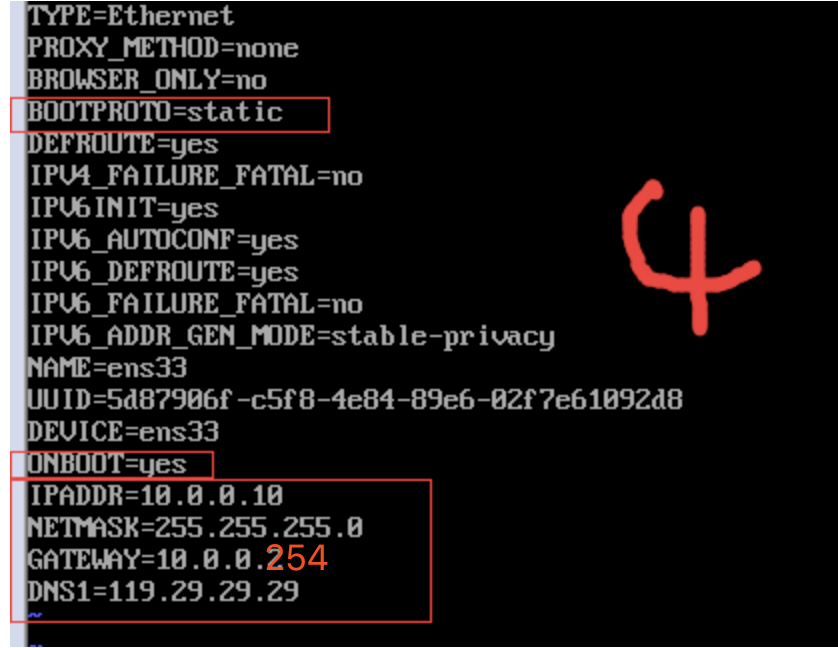 TYPE=Ethernet
PROXY_METHOD=none
BROWSER_ONLY=no
BOOTPROTO=static
DEFROUTE=yes
IPV4_FAILURE_FATAL=no
IPV6INIT=yes
IPV6_AUTOCONF=yes
IPV6_DEFROUTE=yes
IPV6_FAILURE_FATAL=no
IPV6_ADDR_GEN_MODE=stable-privacy
NAME=ens33
UUID=5d87906f-c5f8-4e84-89e6-02f7e61092d8
DEVICE=ens33
ONBOOT=yes
IPADDR=10.0.0.10
NETMASK=255.255.255.0
GATEWAY=10.0.0.254
DNS1=119.29.29.29
~
~
4